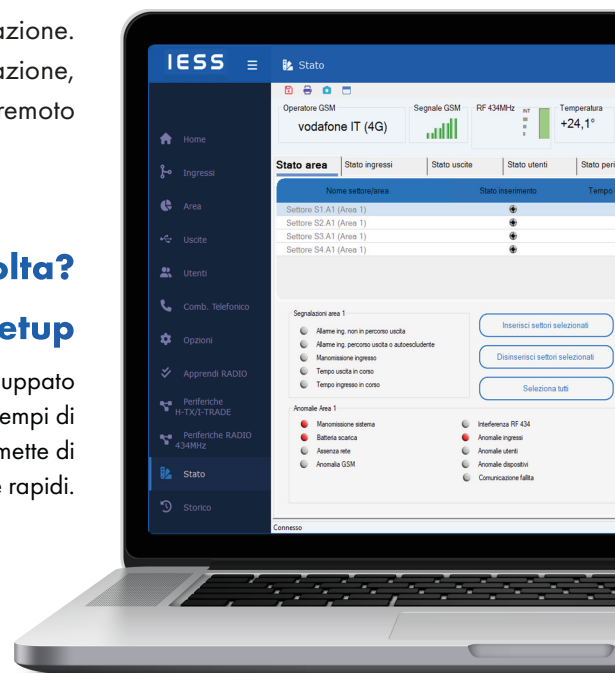 azione.
azione,
remoto
olta?
etup
uppato
empi di
mette di
e rapidi.
IESS
Stato
Home
Ingressi
Area
Uscite
Utenti
Comb. Telefonico
Opzioni
Apprendi RADIO
Periferiche
H-TX/I-TRADE
Periferiche RADIO
434MHz
Stato
Storico
Operatore GSM
vodafone IT (4G)
Segnale GSM
RF 434MHz
INT
Temperatura
+24,1°
Stato area
Stato ingressi
Stato uscite
Stato utenti
Stato peri
Nome settore/area
Stato inserimento
Tempo
Settore S1.A1 (Area 1)
Settore S2.A1 (Area 1)
Settore S3.A1 (Area 1)
Settore S4.A1 (Area 1)
Segnalazioni area 1
Allarme ing. non in percorso uscita
Allarme ing. percorso uscita o autoescludente
Manomissione ingresso
Tempo uscita in corso
Tempo ingresso in corso
Inserisci settori selezionati
Disinserisci settori selezionati
Seleziona tutti
Anomalie Area 1
Manomissione sistema
Batteria scarica
Assenza rete
Anomalia GSM
Interferenza RF 434
Anomalie ingressi
Anomalie utenti
Anomalie dispositivi
Comunicazione fallita
Connesso